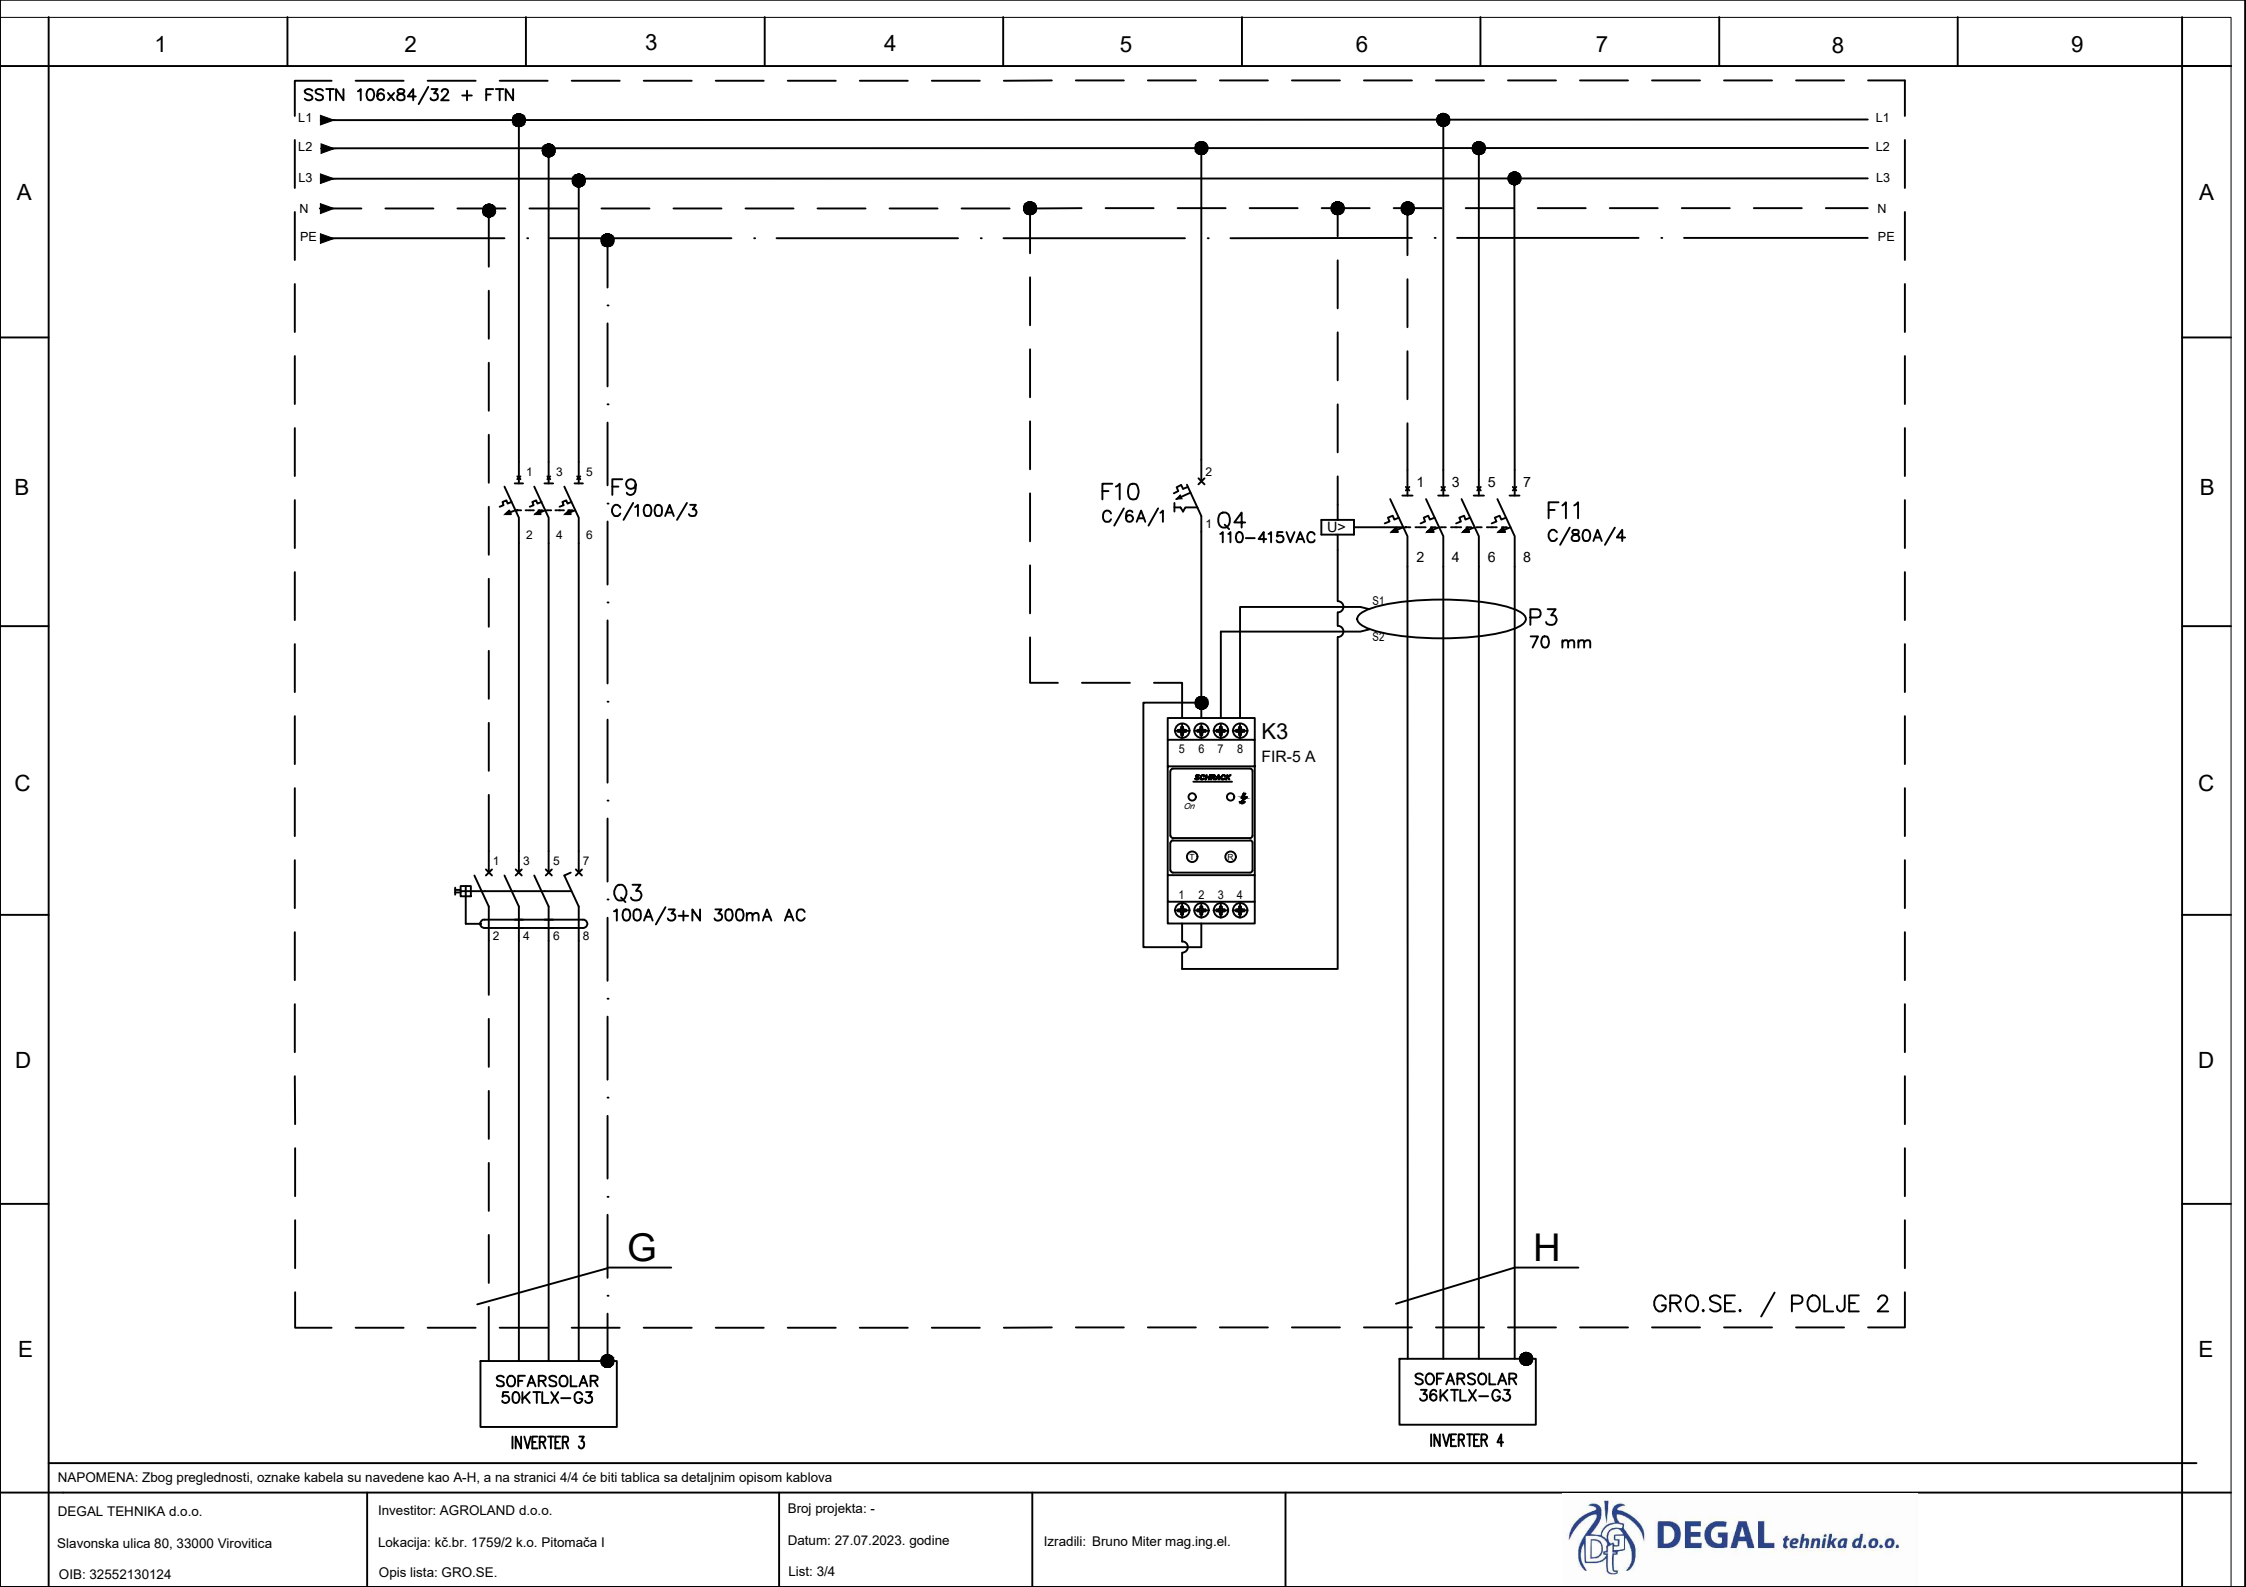 1 2 3 4 5 6 7 8 9
SSTN 106x84/32 + FTN
L1 L1
L2 L2
L3 L3
A A
N N
PE PE
B B
1 3 5
F9
C/100A/3
2 4 6
F10
C/6A/1
2
1
Q4
110-415VAC
U>
1 3 5 7
F11
C/80A/4
2 4 6 8
S1
S2
P3
70 mm
K3
FIR-5 A
5 6 7 8
C C
SCHRACK
On
T R
1 2 3 4
1 3 5 7
Q3
100A/3+N 300mA AC
2 4 6 8
D D
G
H
GRO.SE. / POLJE 2
E E
SOFARSOLAR
50KTLX-G3
INVERTER 3
SOFARSOLAR
36KTLX-G3
INVERTER 4
NAPOMENA: Zbog preglednosti, oznake kabela su navedene kao A-H, a na stranici 4/4 će biti tablica sa detaljnim opisom kablova
DEGAL TEHNIKA d.o.o.
Slavonska ulica 80, 33000 Virovitica
OIB: 32552130124
Investitor: AGROLAND d.o.o.
Lokacija: kč.br. 1759/2 k.o. Pitomača I
Opis lista: GRO.SE.
Broj projekta: -
Datum: 27.07.2023. godine
List: 3/4
Izradili: Bruno Miter mag.ing.el.
DGT
DEGAL tehnika d.o.o.